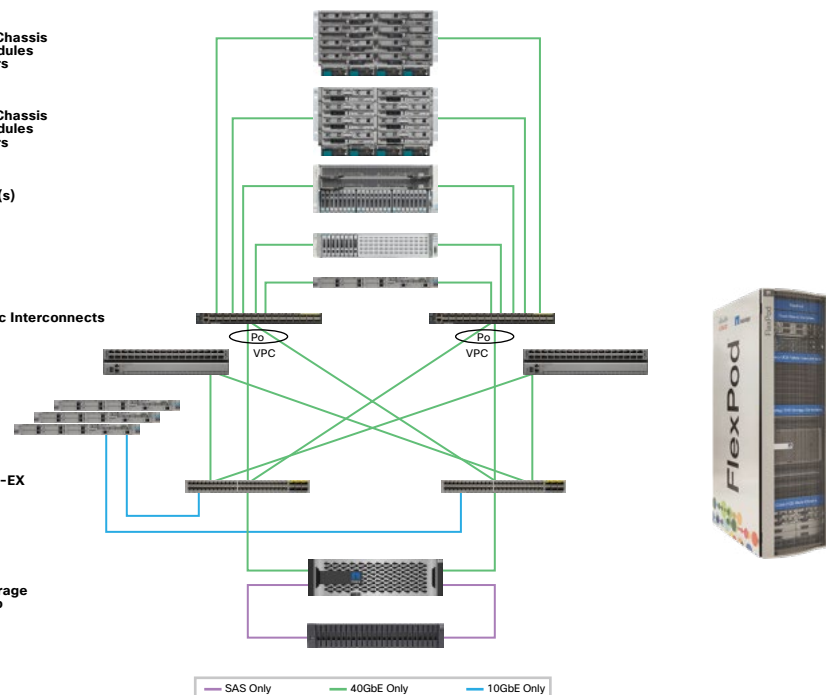 Chassis
dules
rs
Chassis
dules
rs
(s)
c Interconnects
Po
VPC
Po
VPC
-EX
rage
o
FlexPod
FlexPod
SAS Only
40GbE Only
10GbE Only